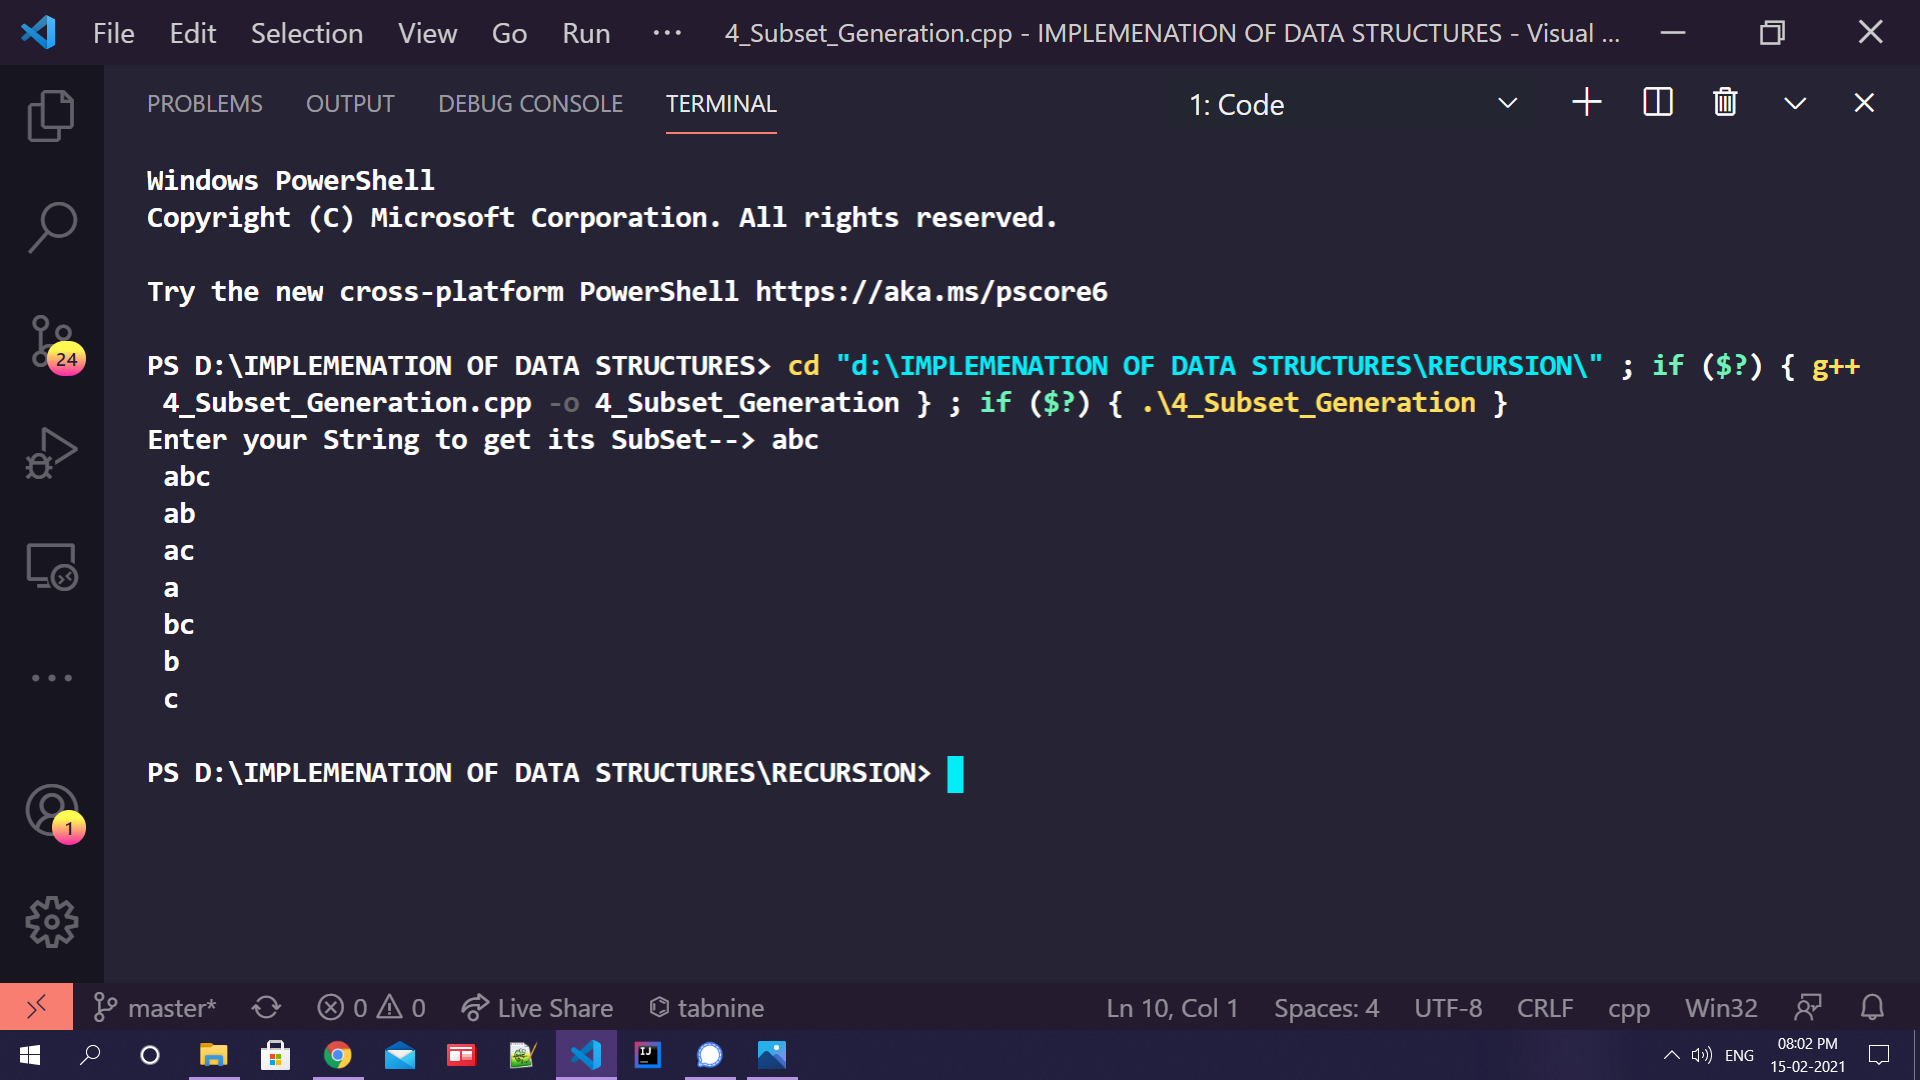 File Edit Selection View Go Run ··· 4_Subset_Generation.cpp - IMPLEMENATION OF DATA STRUCTURES - Visual ...
PROBLEMS OUTPUT DEBUG CONSOLE TERMINAL 1: Code
Windows PowerShell
Copyright (C) Microsoft Corporation. All rights reserved.
Try the new cross-platform PowerShell https://aka.ms/pscore6
PS D:\IMPLEMENATION OF DATA STRUCTURES> cd "d:\IMPLEMENATION OF DATA STRUCTURES\RECURSION\" ; if ($?) { g++
4_Subset_Generation.cpp -o 4_Subset_Generation } ; if ($?) { .\4_Subset_Generation }
Enter your String to get its SubSet--> abc
abc
ab
ac
a
bc
b
c
PS D:\IMPLEMENATION OF DATA STRUCTURES\RECURSION>
24
1
master* 0 0 Live Share tabnine Ln 10, Col 1 Spaces: 4 UTF-8 CRLF cpp Win32
IJ ENG 08:02 PM
15-02-2021